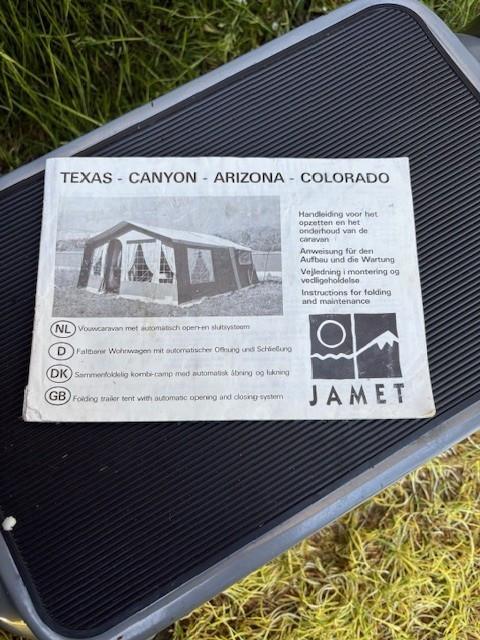 TEXAS - CANYON - ARIZONA - COLORADO
Handleiding voor het
opzetten en het
onderhoud van de
caravan
Anweisung für den
Aufbau und die Wartung
Vejledning i montering og
vedligeholdelse
Instructions for folding
and maintenance
NL Vouwcaravan met automatisch open-en sluitsysteem
D Faltbarer Wohnwagen mit automatischer Öffnung und Schließung
DK Sammenfoldelig kombi-camp med automatisk åbning og lukning
GB Folding trailer tent with automatic opening and closing-system
JAMET